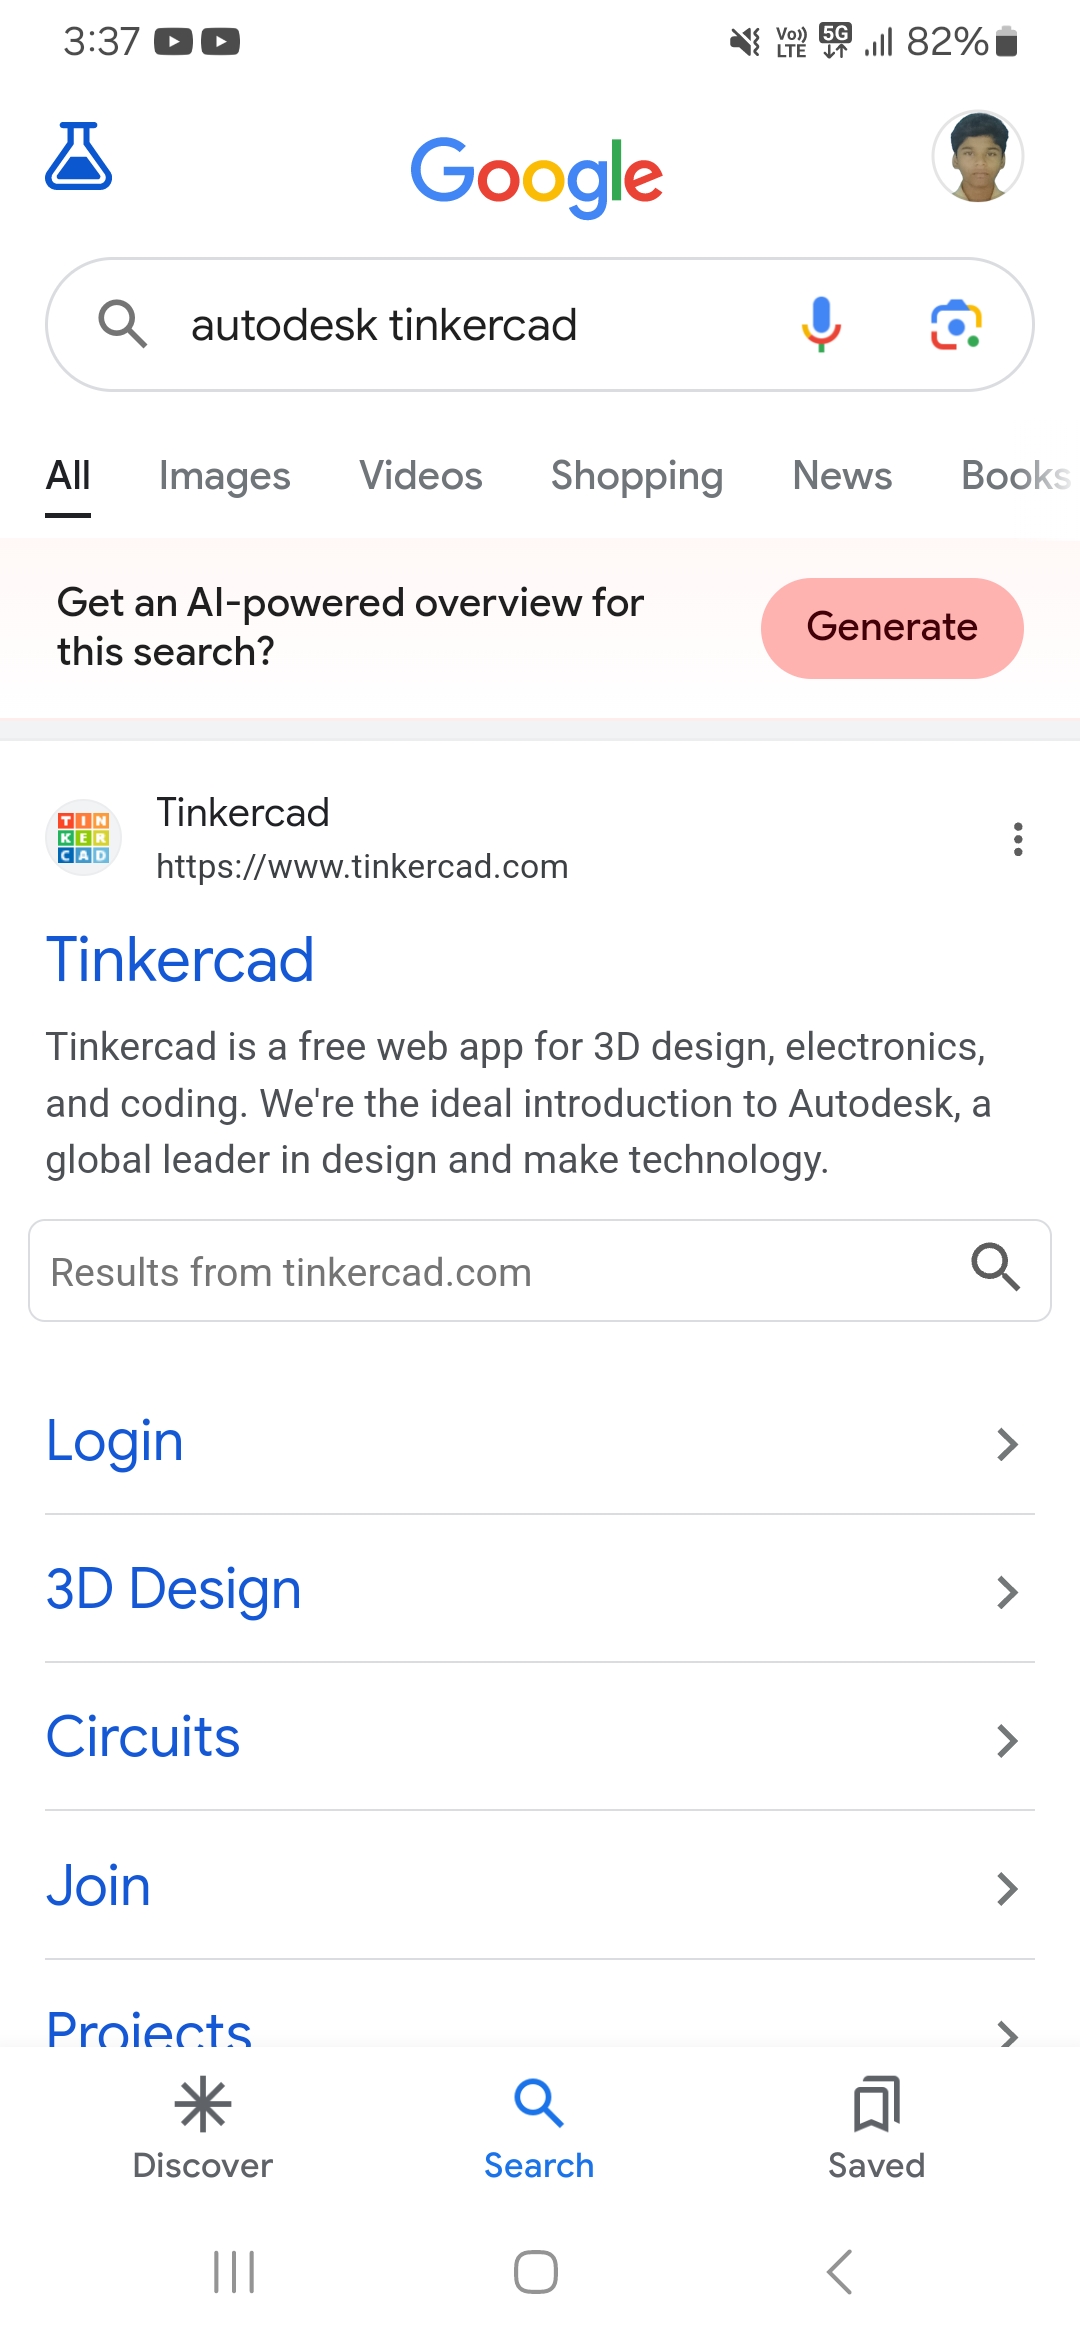 3:37
Vo)) LTE 5G 82%
Google
autodesk tinkercad
All Images Videos Shopping News Books
Get an AI-powered overview for
this search?
Generate
TIN
KER
CAD
Tinkercad
https://www.tinkercad.com
Tinkercad
Tinkercad is a free web app for 3D design, electronics,
and coding. We're the ideal introduction to Autodesk, a
global leader in design and make technology.
Results from tinkercad.com
Login
3D Design
Circuits
Join
Projects
Discover Search Saved